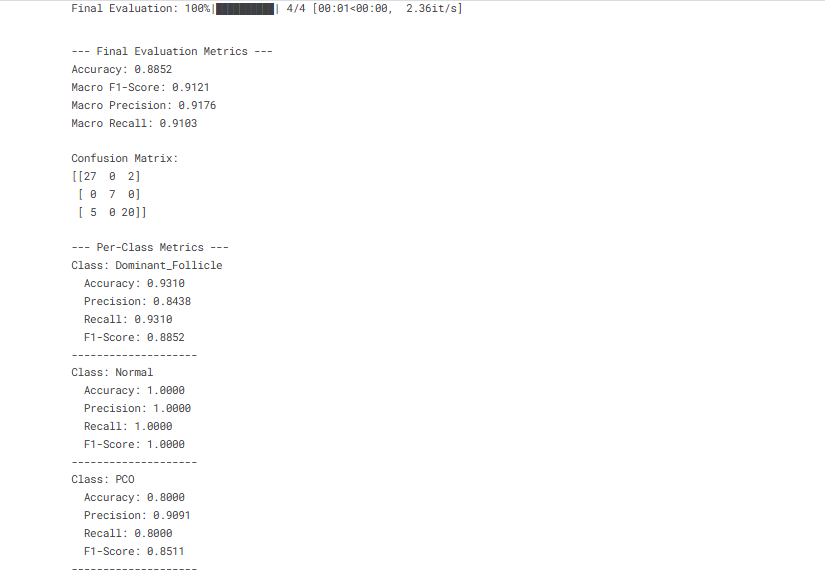 Final Evaluation: 100%|██████████| 4/4 [00:01<00:00,  2.36it/s]
--- Final Evaluation Metrics ---
Accuracy: 0.8852
Macro F1-Score: 0.9121
Macro Precision: 0.9176
Macro Recall: 0.9103
Confusion Matrix:
[[27  0  2]
 [ 0  7  0]
 [ 5  0 20]]
--- Per-Class Metrics ---
Class: Dominant_Follicle
  Accuracy: 0.9310
  Precision: 0.8438
  Recall: 0.9310
  F1-Score: 0.8852
--------------------
Class: Normal
  Accuracy: 1.0000
  Precision: 1.0000
  Recall: 1.0000
  F1-Score: 1.0000
--------------------
Class: PCO
  Accuracy: 0.8000
  Precision: 0.9091
  Recall: 0.8000
  F1-Score: 0.8511
--------------------